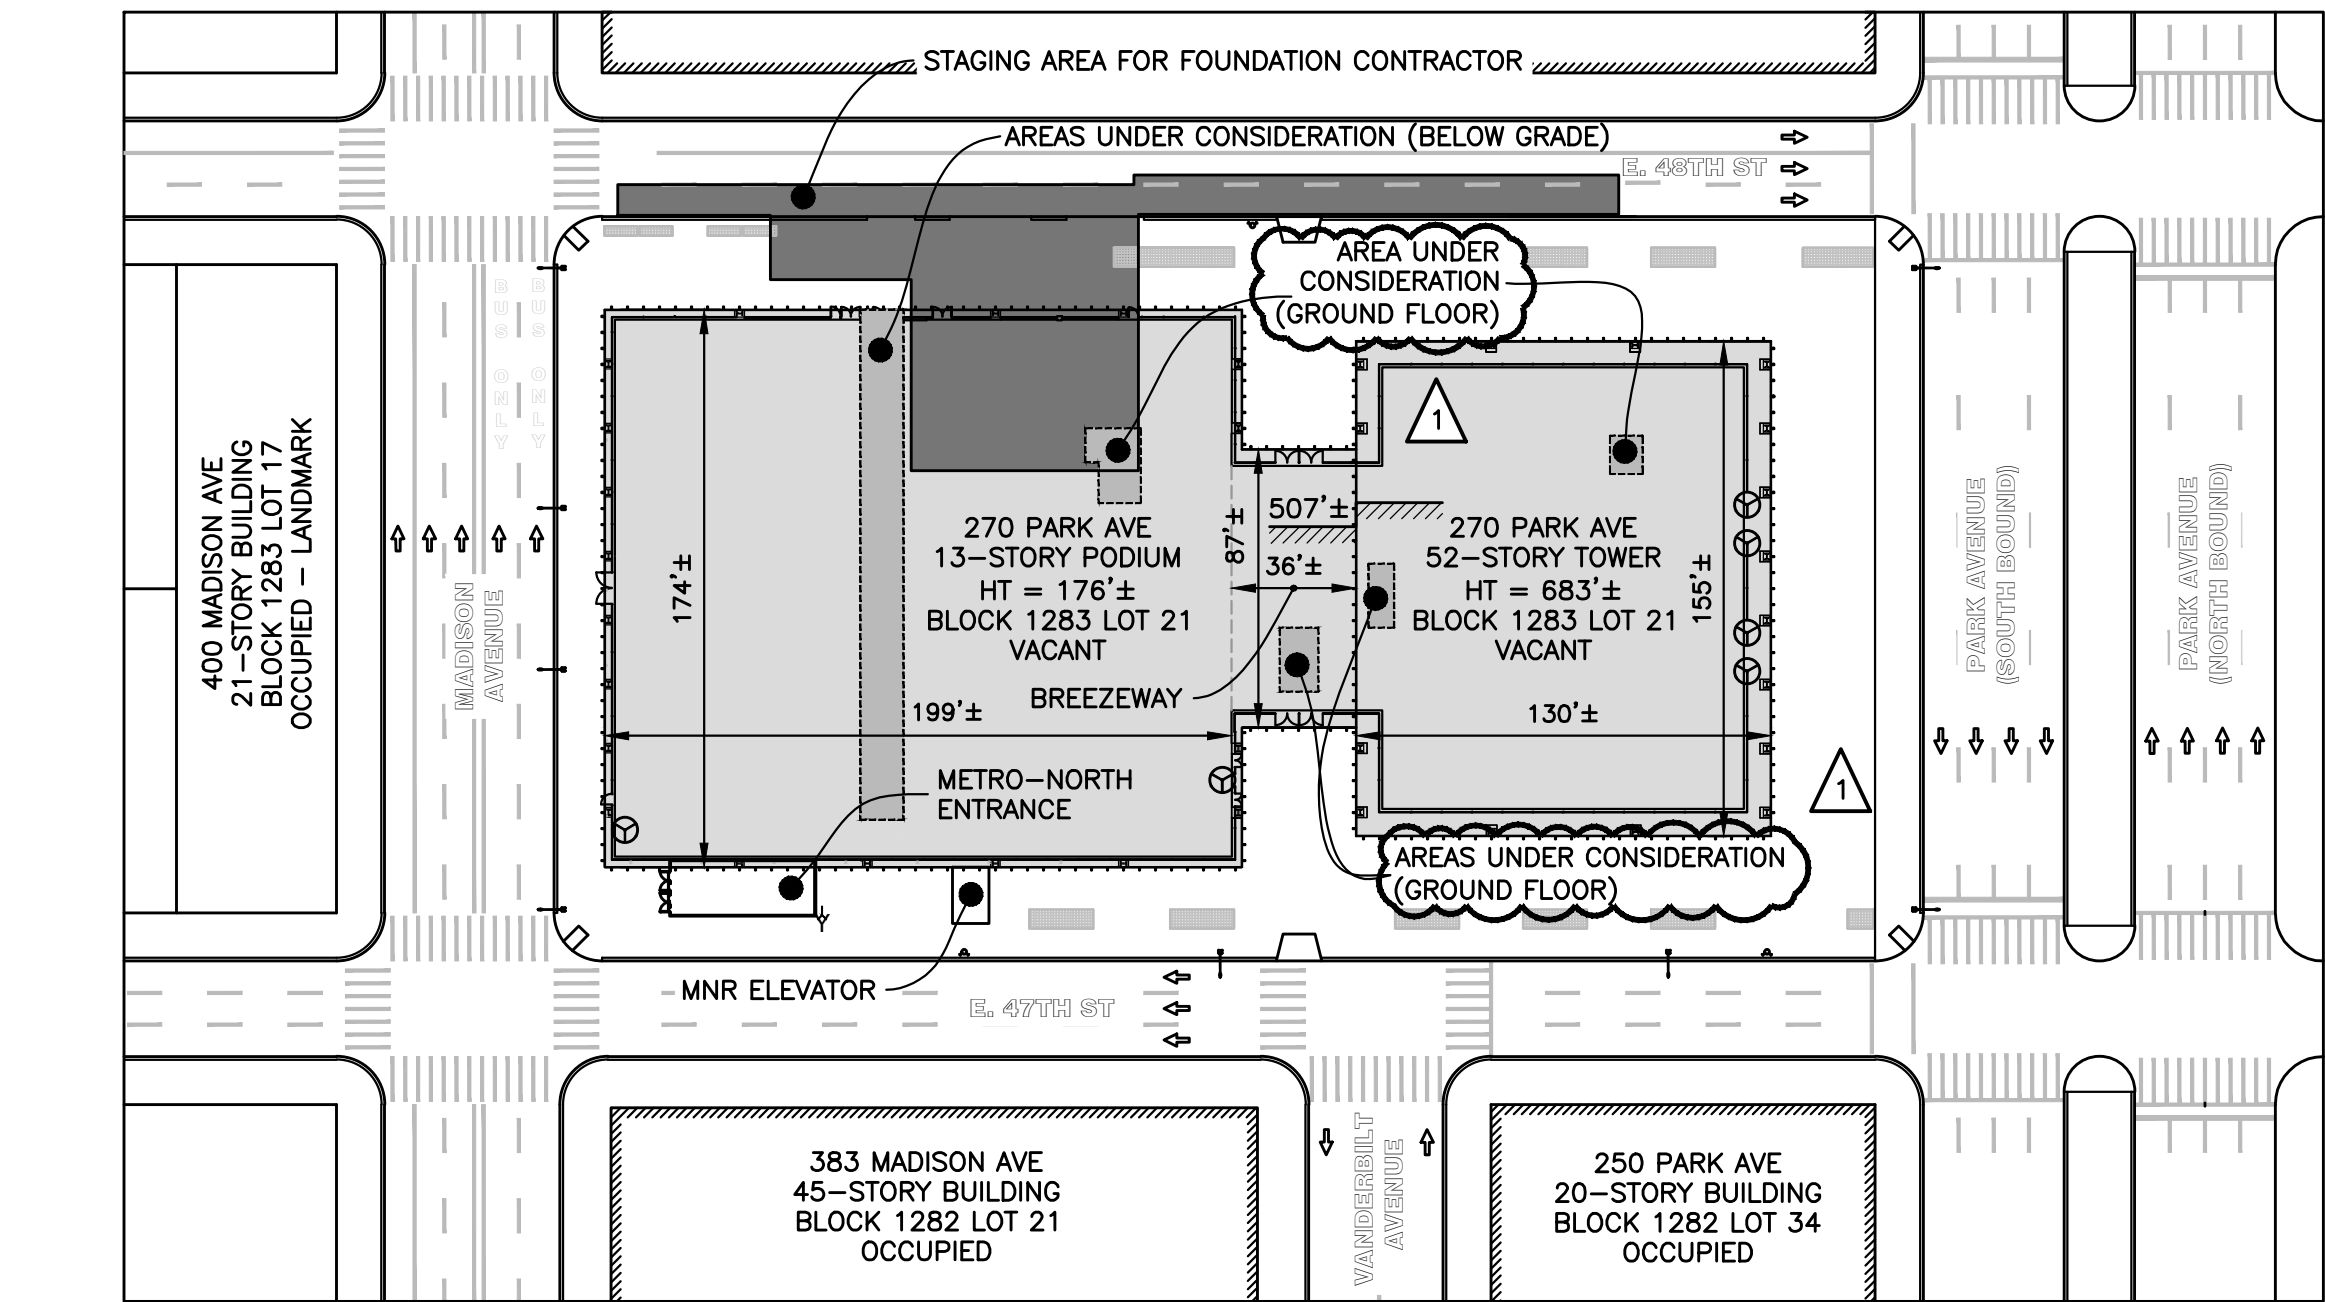 STAGING AREA FOR FOUNDATION CONTRACTOR
AREAS UNDER CONSIDERATION (BELOW GRADE)
E. 48TH ST
AREA UNDER
CONSIDERATION
(GROUND FLOOR)
BUS ONLY
BUS ONLY
400 MADISON AVE
21-STORY BUILDING
BLOCK 1283 LOT 17
OCCUPIED - LANDMARK
MADISON
AVENUE
174'±
270 PARK AVE
13-STORY PODIUM
HT = 176'±
BLOCK 1283 LOT 21
VACANT
199'±
87'±
507'±
36'±
BREEZEWAY
1
270 PARK AVE
52-STORY TOWER
HT = 683'±
BLOCK 1283 LOT 21
VACANT
155'±
130'±
PARK AVENUE
(SOUTH BOUND)
PARK AVENUE
(NORTH BOUND)
METRO-NORTH
ENTRANCE
1
AREAS UNDER CONSIDERATION
(GROUND FLOOR)
MNR ELEVATOR
E. 47TH ST
383 MADISON AVE
45-STORY BUILDING
BLOCK 1282 LOT 21
OCCUPIED
VANDERBILT
AVENUE
250 PARK AVE
20-STORY BUILDING
BLOCK 1282 LOT 34
OCCUPIED